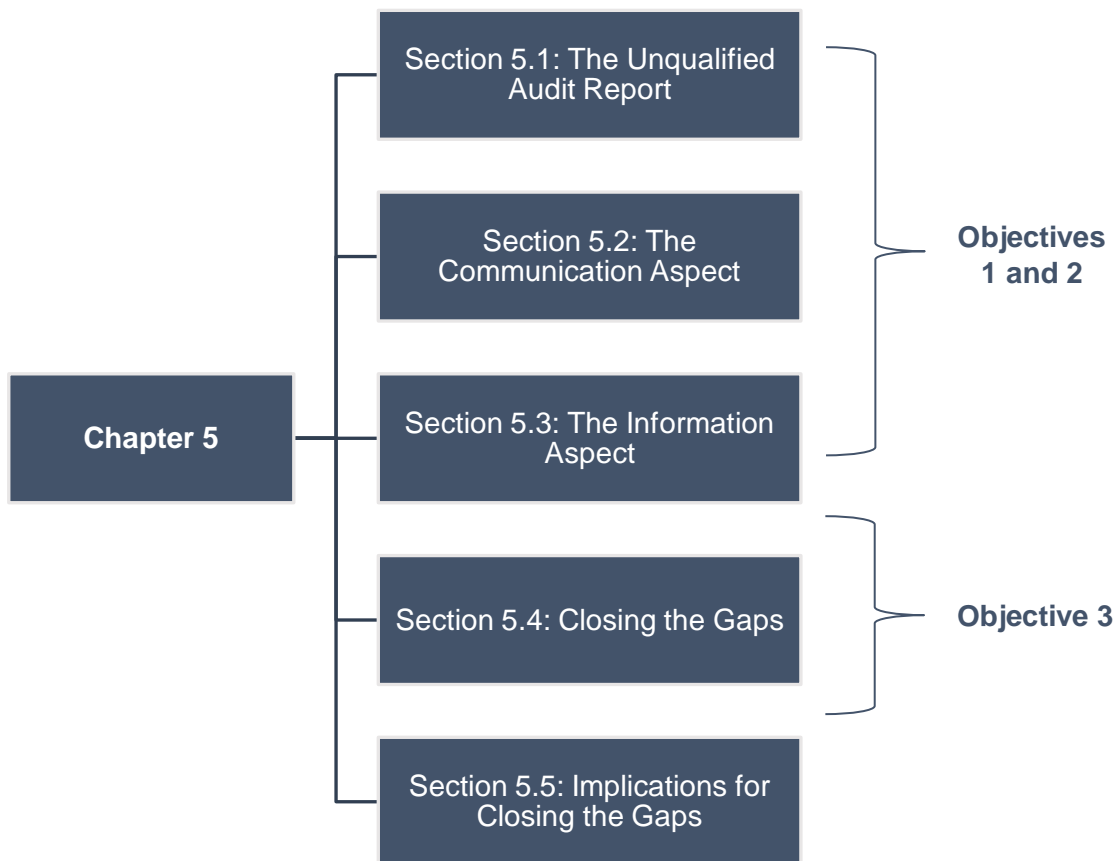 Section 5.1: The Unqualified
Audit Report
Section 5.2: The
Communication Aspect
Objectives
1 and 2
Chapter 5
Section 5.3: The Information
Aspect
Section 5.4: Closing the Gaps
Objective 3
Section 5.5: Implications for
Closing the Gaps